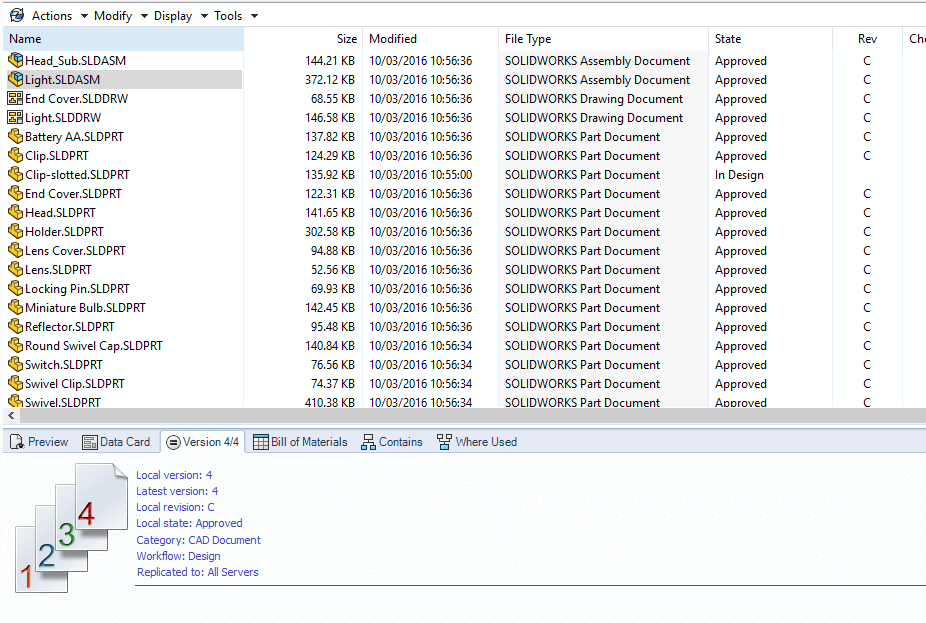 Actions Modify Display Tools
Name Size Modified File Type State Rev Che
Head_Sub.SLDASM 144.21 KB 10/03/2016 10:56:36 SOLIDWORKS Assembly Document Approved C
Light.SLDASM 372.12 KB 10/03/2016 10:56:36 SOLIDWORKS Assembly Document Approved C
End Cover.SLDDRW 68.55 KB 10/03/2016 10:56:36 SOLIDWORKS Drawing Document Approved C
Light.SLDDRW 146.58 KB 10/03/2016 10:56:36 SOLIDWORKS Drawing Document Approved C
Battery AA.SLDPRT 137.82 KB 10/03/2016 10:56:36 SOLIDWORKS Part Document Approved C
Clip.SLDPRT 124.29 KB 10/03/2016 10:56:36 SOLIDWORKS Part Document Approved C
Clip-slotted.SLDPRT 135.92 KB 10/03/2016 10:55:00 SOLIDWORKS Part Document In Design
End Cover.SLDPRT 122.31 KB 10/03/2016 10:56:36 SOLIDWORKS Part Document Approved C
Head.SLDPRT 141.65 KB 10/03/2016 10:56:36 SOLIDWORKS Part Document Approved C
Holder.SLDPRT 302.58 KB 10/03/2016 10:56:36 SOLIDWORKS Part Document Approved C
Lens Cover.SLDPRT 94.88 KB 10/03/2016 10:56:36 SOLIDWORKS Part Document Approved C
Lens.SLDPRT 52.56 KB 10/03/2016 10:56:36 SOLIDWORKS Part Document Approved C
Locking Pin.SLDPRT 69.93 KB 10/03/2016 10:56:36 SOLIDWORKS Part Document Approved C
Miniature Bulb.SLDPRT 142.45 KB 10/03/2016 10:56:36 SOLIDWORKS Part Document Approved C
Reflector.SLDPRT 95.48 KB 10/03/2016 10:56:36 SOLIDWORKS Part Document Approved C
Round Swivel Cap.SLDPRT 140.84 KB 10/03/2016 10:56:34 SOLIDWORKS Part Document Approved C
Switch.SLDPRT 76.56 KB 10/03/2016 10:56:34 SOLIDWORKS Part Document Approved C
Swivel Clip.SLDPRT 74.37 KB 10/03/2016 10:56:34 SOLIDWORKS Part Document Approved C
Swivel.SLDPRT 410.38 KB 10/03/2016 10:56:34 SOLIDWORKS Part Document Approved C
Preview Data Card Version 4/4 Bill of Materials Contains Where Used
1 2 3 4
Local version: 4
Latest version: 4
Local revision: C
Local state: Approved
Category: CAD Document
Workflow: Design
Replicated to: All Servers